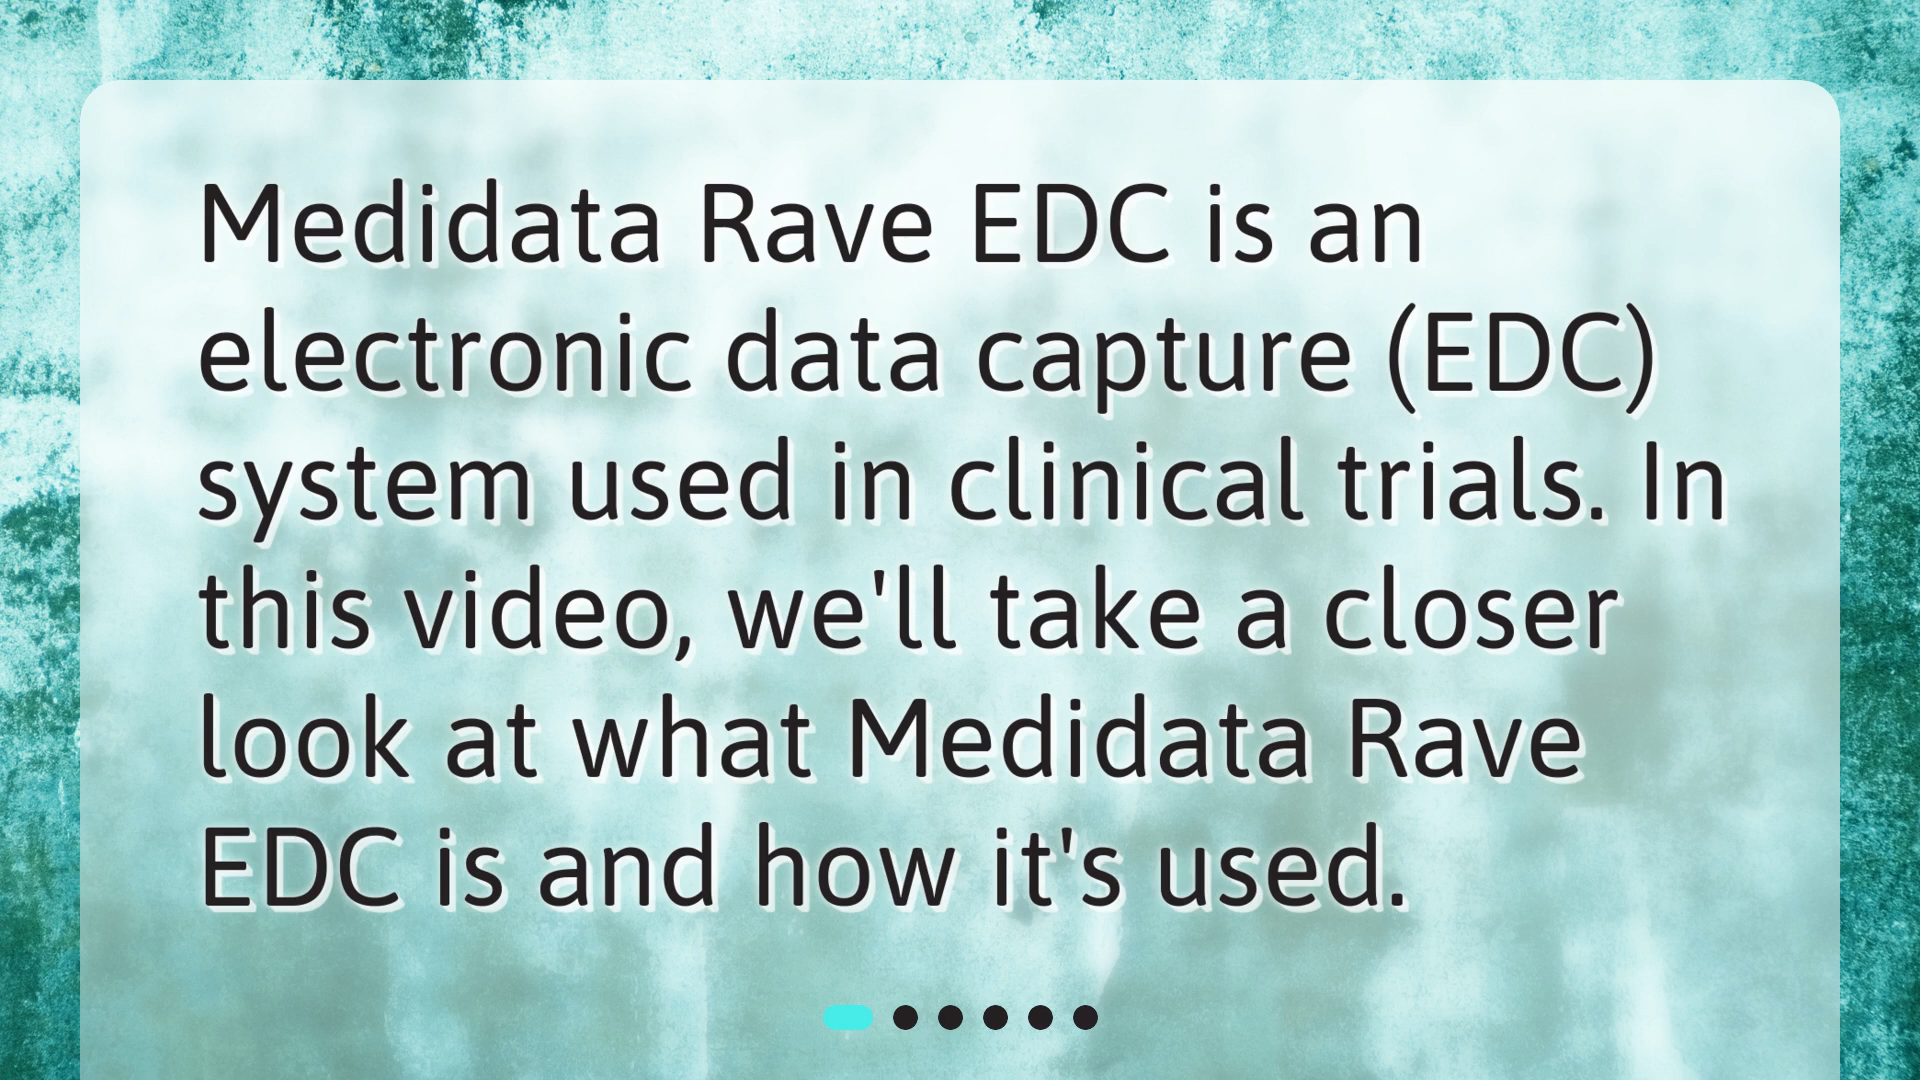 Medidata Rave EDC is an
electronic data capture (EDC)
system used in clinical trials. In
this video, we'll take a closer
look at what Medidata Rave
EDC is and how it's used.